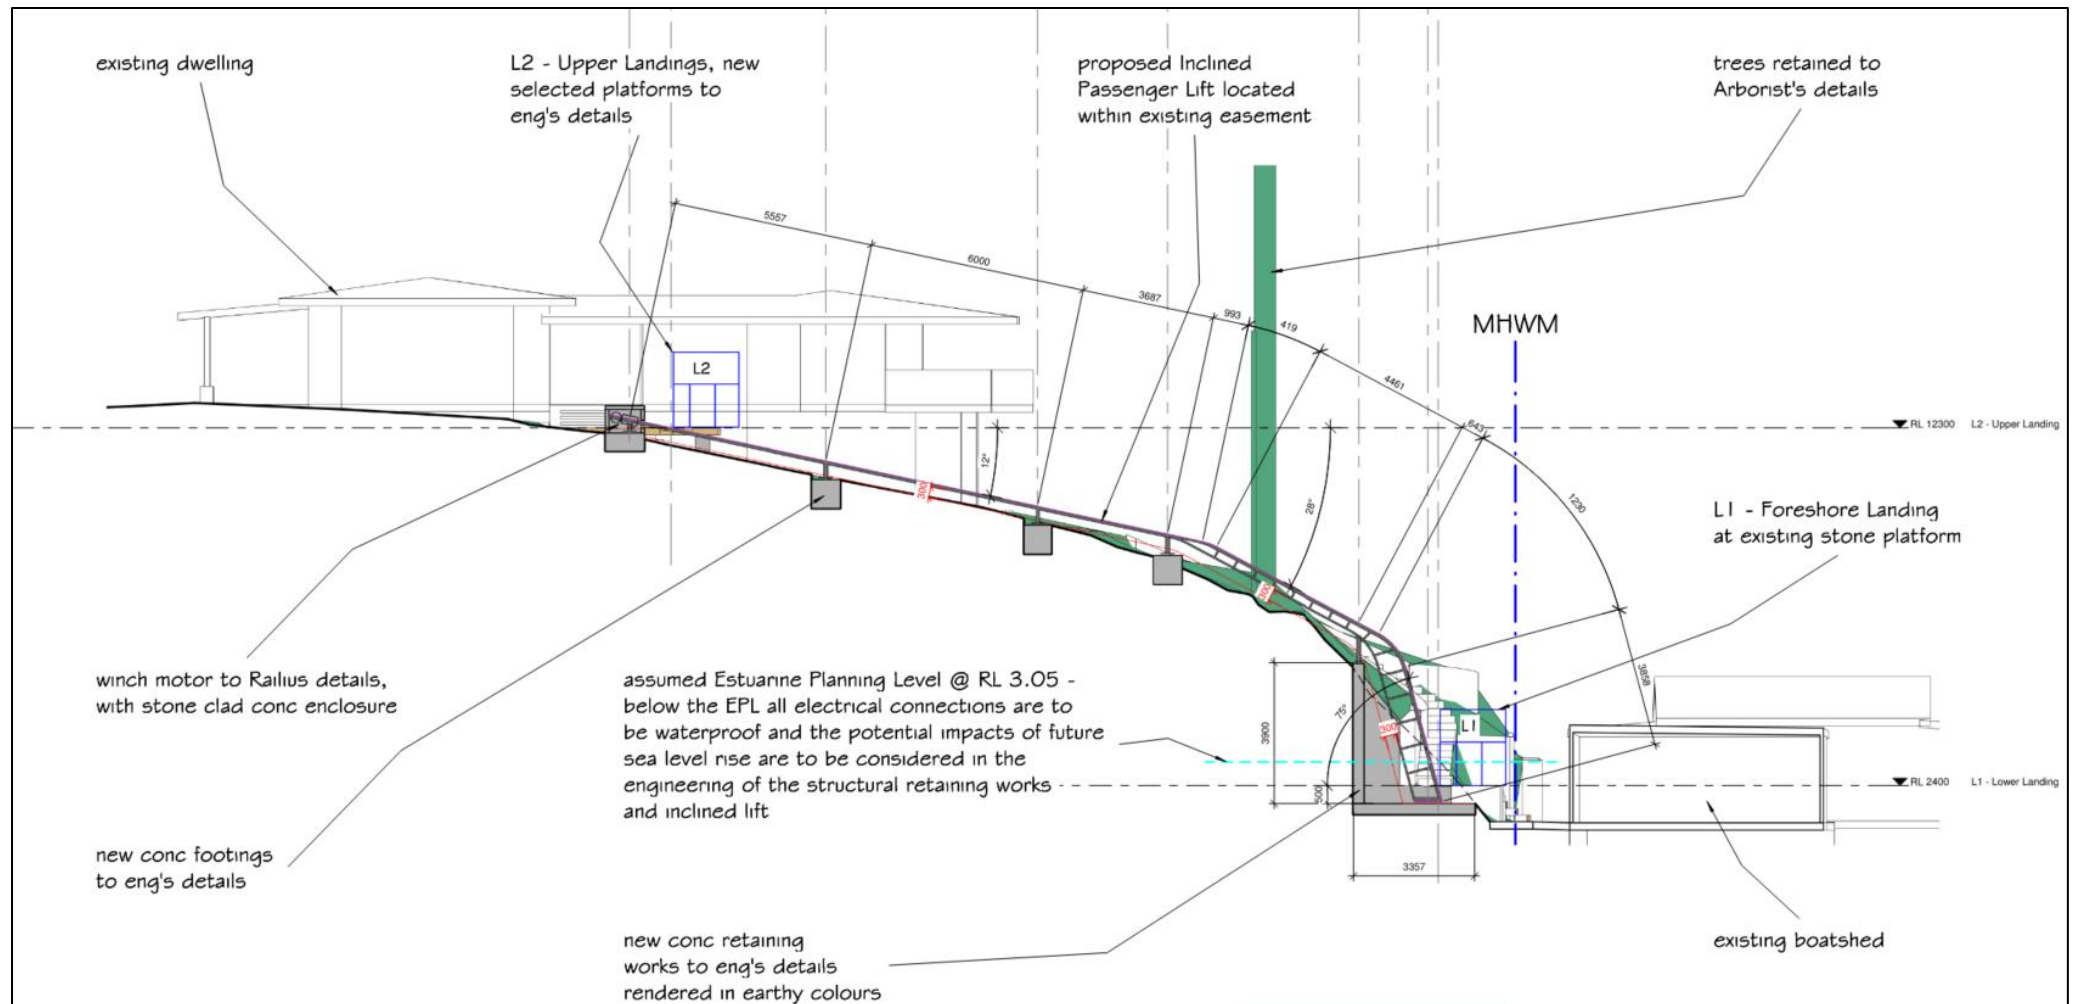 existing dwelling
L2 - Upper Landings, new
selected platforms to
eng's details
proposed Inclined
Passenger Lift located
within existing easement
trees retained to
Arborist's details
5557
6000
3687
993
419
4461
643
1230
3858
MHWM
L2
RL 12300 L2 - Upper Landing
12°
28°
300
300
L1 - Foreshore Landing
at existing stone platform
winch motor to Railius details,
with stone clad conc enclosure
assumed Estuarine Planning Level @ RL 3.05 -
below the EPL all electrical connections are to
be waterproof and the potential impacts of future
sea level rise are to be considered in the
engineering of the structural retaining works
and inclined lift
75°
300
L1
3900
500
RL 2400 L1 - Lower Landing
new conc footings
to eng's details
3357
new conc retaining
works to eng's details
rendered in earthy colours
existing boatshed